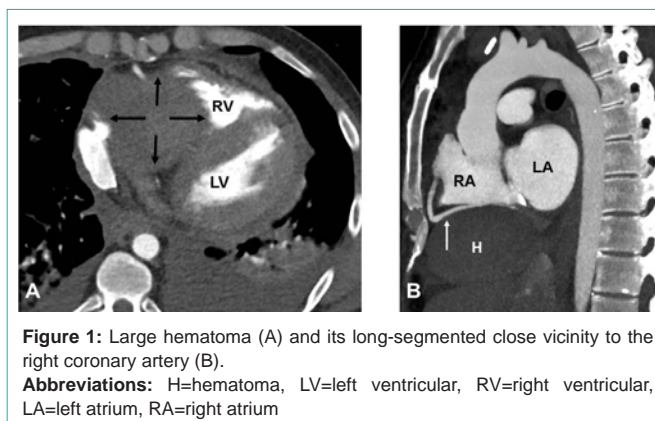 RV
LV
A
RA
LA
H
B
Figure 1: Large hematoma (A) and its long-segmented close vicinity to the
right coronary artery (B).
Abbreviations: H=hematoma, LV=left ventricular, RV=right ventricular,
LA=left atrium, RA=right atrium